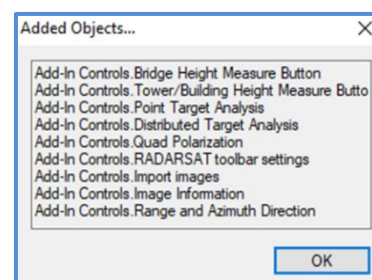 Added Objects...
Add-In Controls.Bridge Height Measure Button
Add-In Controls.Tower/Building Height Measure Butto
Add-In Controls.Point Target Analysis
Add-In Controls.Distributed Target Analysis
Add-In Controls.Quad Polarization
Add-In Controls.RADARSAT toolbar settings
Add-In Controls.Import images
Add-In Controls.Image Information
Add-In Controls.Range and Azimuth Direction
OK